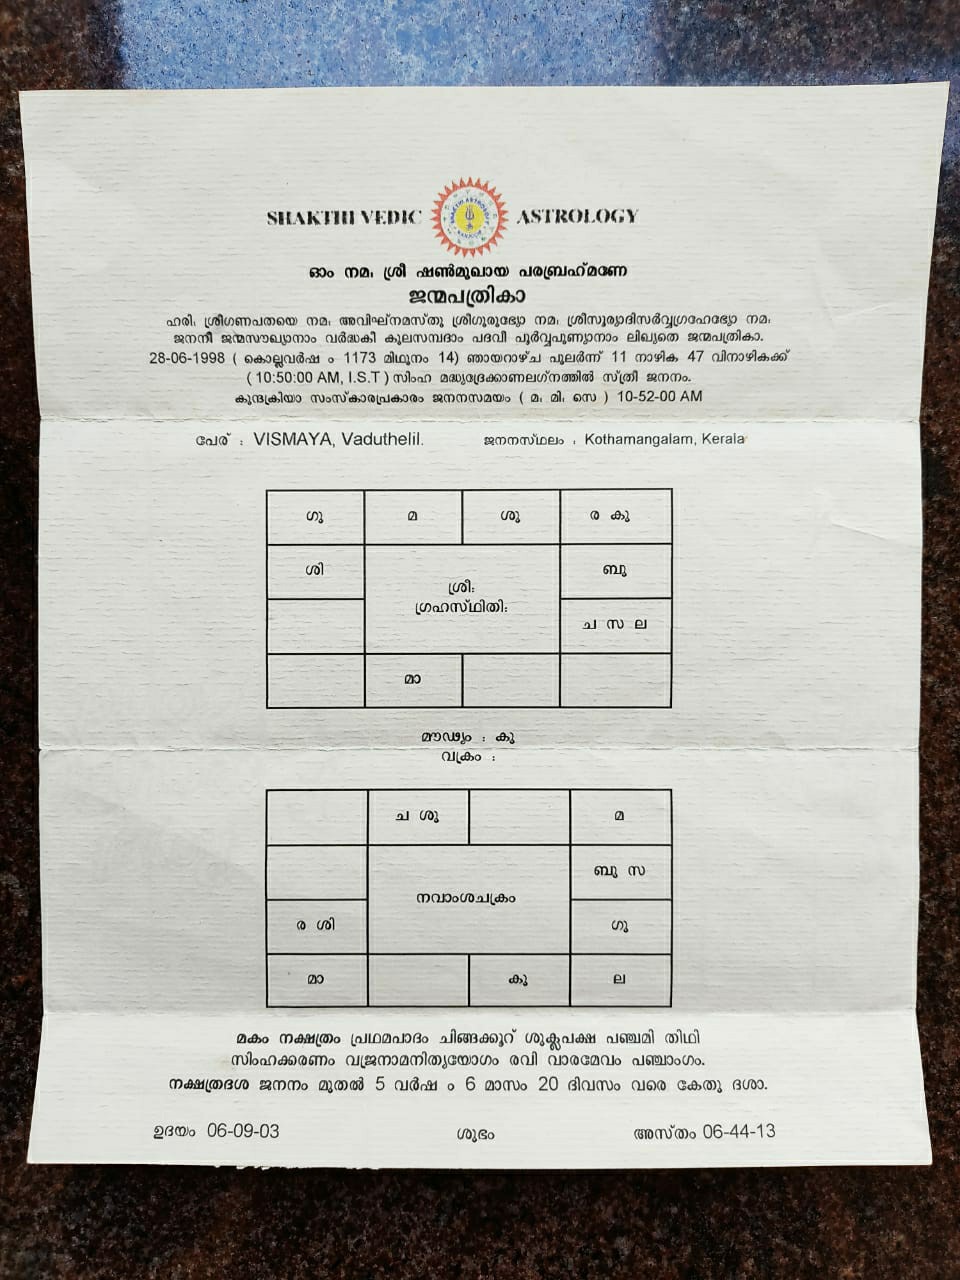 SHAKTHI VEDIC ASTROLOGY
ഓം നമഃ ശ്രീ ഷൺമുഖായ പരബ്രഹ്മണേ
ജന്മപത്രികാ
ഹരിഃ ശ്രീഗണപതയെ നമഃ അവിഘ്നമസ്തു ശ്രീഗുരുഭ്യോ നമഃ ശ്രീസൂര്യാദിസർവ്വഗ്രഹേഭ്യോ നമഃ
ജനനീ ജന്മസൗഖ്യാനാം വർദ്ധകീ കുലസമ്പദാം പദവീ പൂർവ്വപുണ്യാനാം ലിഖ്യതെ ജന്മപത്രികാ.
28-06-1998 ( കൊല്ലവർഷ ം 1173 മിഥുനം 14) ഞായറാഴ്ച പുലർന്ന് 11 നാഴിക 47 വിനാഴികക്ക്
( 10:50:00 AM, I.S.T ) സിംഹ മദ്ധ്യദ്രേക്കാണലഗ്നത്തിൽ സ്ത്രീ ജനനം.
കുന്ദക്രിയാ സംസ്കാരപ്രകാരം ജനനസമയം ( മഃ മിഃ സെ ) 10-52-00 AM
പേര് : VISMAYA, Vaduthelil. ജനനസ്ഥലം : Kothamangalam, Kerala
ഗു മ ശു ര കു
ശി ബു
ശ്രീഃ
ഗ്രഹസ്ഥിതിഃ
ച സ ല
മാ
മൗഢ്യം : കു
വക്രം :
ച ശു മ
ബു സ
നവാംശചക്രം
ര ശി ഗു
മാ കു ല
മകം നക്ഷത്രം പ്രഥമപാദം ചിങ്ങക്കൂറ് ശുക്ലപക്ഷ പഞ്ചമി തിഥി
സിംഹക്കരണം വജ്രനാമനിത്യയോഗം രവി വാരമേവം പഞ്ചാംഗം.
നക്ഷത്രദശ ജനനം മുതൽ 5 വർഷ ം 6 മാസം 20 ദിവസം വരെ കേതു ദശാ.
ഉദയം 06-09-03 ശുഭം അസ്തം 06-44-13